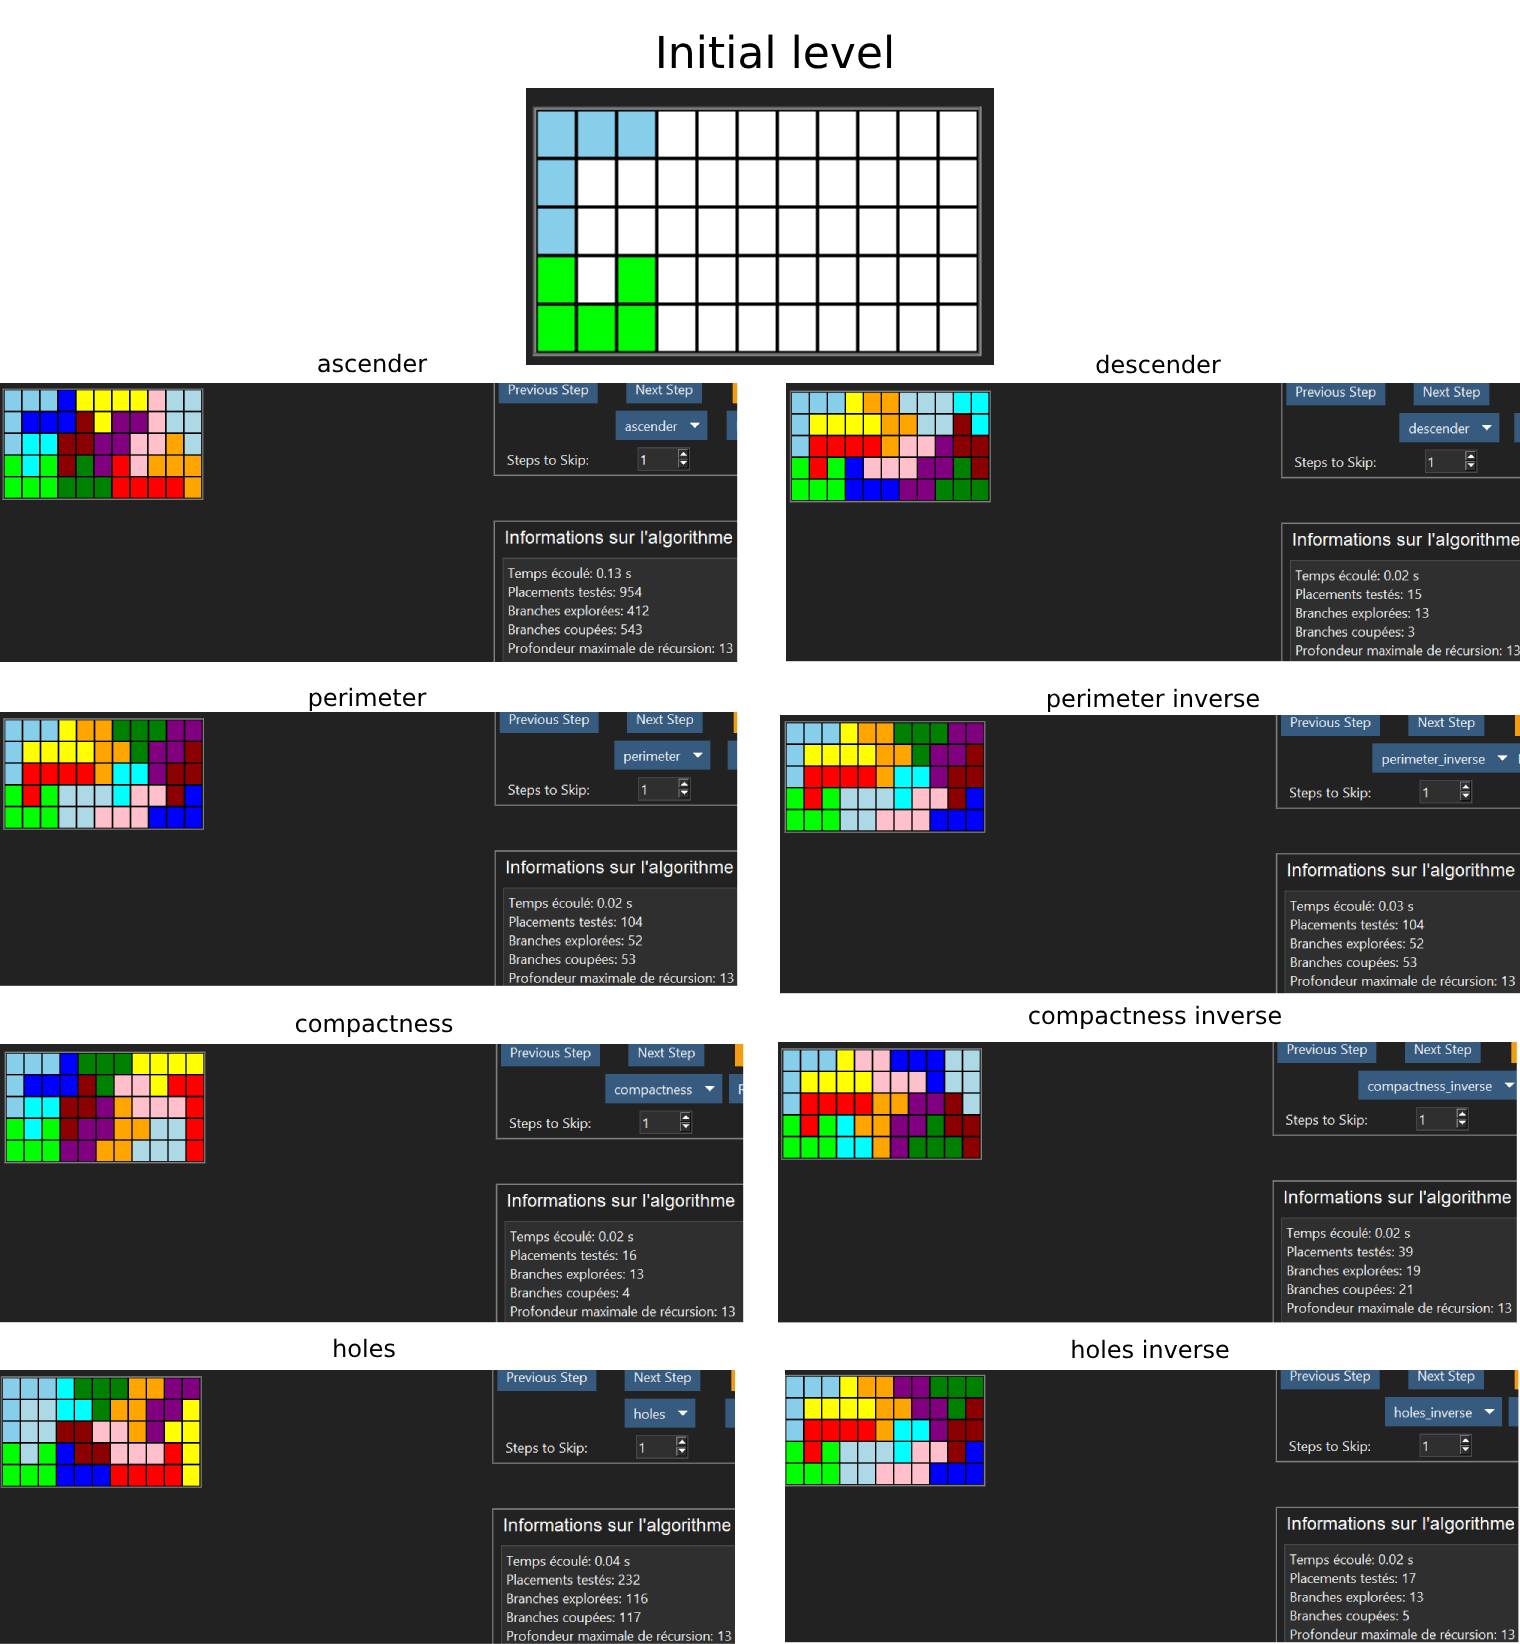 Initial level
ascender
Previous Step Next Step
ascender
Steps to Skip: 1
Informations sur l'algorithme
Temps écoulé: 0.13 s
Placements testés: 954
Branches explorées: 412
Branches coupées: 543
Profondeur maximale de récursion: 13
descender
Previous Step Next Step
descender
Steps to Skip: 1
Informations sur l'algorithme
Temps écoulé: 0.02 s
Placements testés: 15
Branches explorées: 13
Branches coupées: 3
Profondeur maximale de récursion: 13
perimeter
Previous Step Next Step
perimeter
Steps to Skip: 1
Informations sur l'algorithme
Temps écoulé: 0.02 s
Placements testés: 104
Branches explorées: 52
Branches coupées: 53
Profondeur maximale de récursion: 13
perimeter inverse
Previous Step Next Step
perimeter_inverse
Steps to Skip: 1
Informations sur l'algorithme
Temps écoulé: 0.03 s
Placements testés: 104
Branches explorées: 52
Branches coupées: 53
Profondeur maximale de récursion: 13
compactness
Previous Step Next Step
compactness
Steps to Skip: 1
Informations sur l'algorithme
Temps écoulé: 0.02 s
Placements testés: 16
Branches explorées: 13
Branches coupées: 4
Profondeur maximale de récursion: 13
compactness inverse
Previous Step Next Step
compactness_inverse
Steps to Skip: 1
Informations sur l'algorithme
Temps écoulé: 0.02 s
Placements testés: 39
Branches explorées: 19
Branches coupées: 21
Profondeur maximale de récursion: 13
holes
Previous Step Next Step
holes
Steps to Skip: 1
Informations sur l'algorithme
Temps écoulé: 0.04 s
Placements testés: 232
Branches explorées: 116
Branches coupées: 117
Profondeur maximale de récursion: 13
holes inverse
Previous Step Next Step
holes_inverse
Steps to Skip: 1
Informations sur l'algorithme
Temps écoulé: 0.02 s
Placements testés: 17
Branches explorées: 13
Branches coupées: 5
Profondeur maximale de récursion: 13